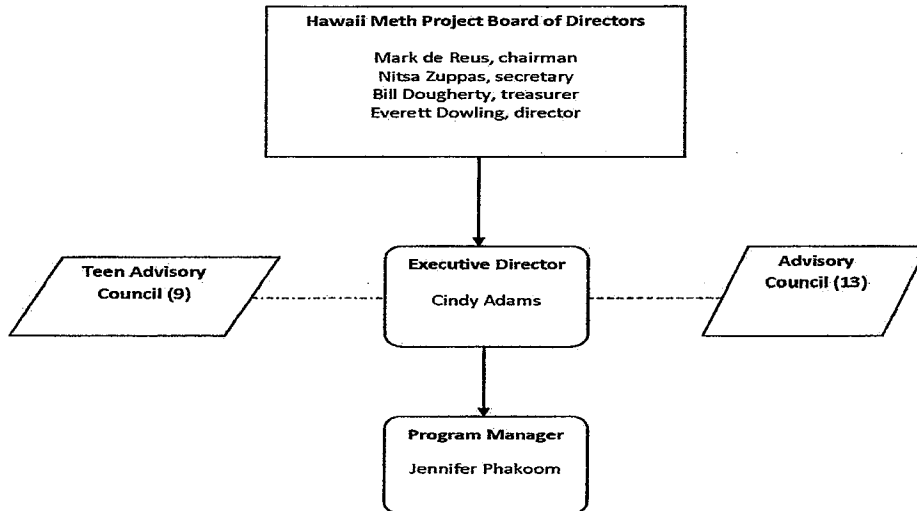 Hawaii Meth Project Board of Directors
Mark de Reus, chairman
Nitsa Zuppas, secretary
Bill Dougherty, treasurer
Everett Dowling, director
Teen Advisory
Council (9)
Executive Director
Cindy Adams
Advisory
Council (13)
Program Manager
Jennifer Phakoom